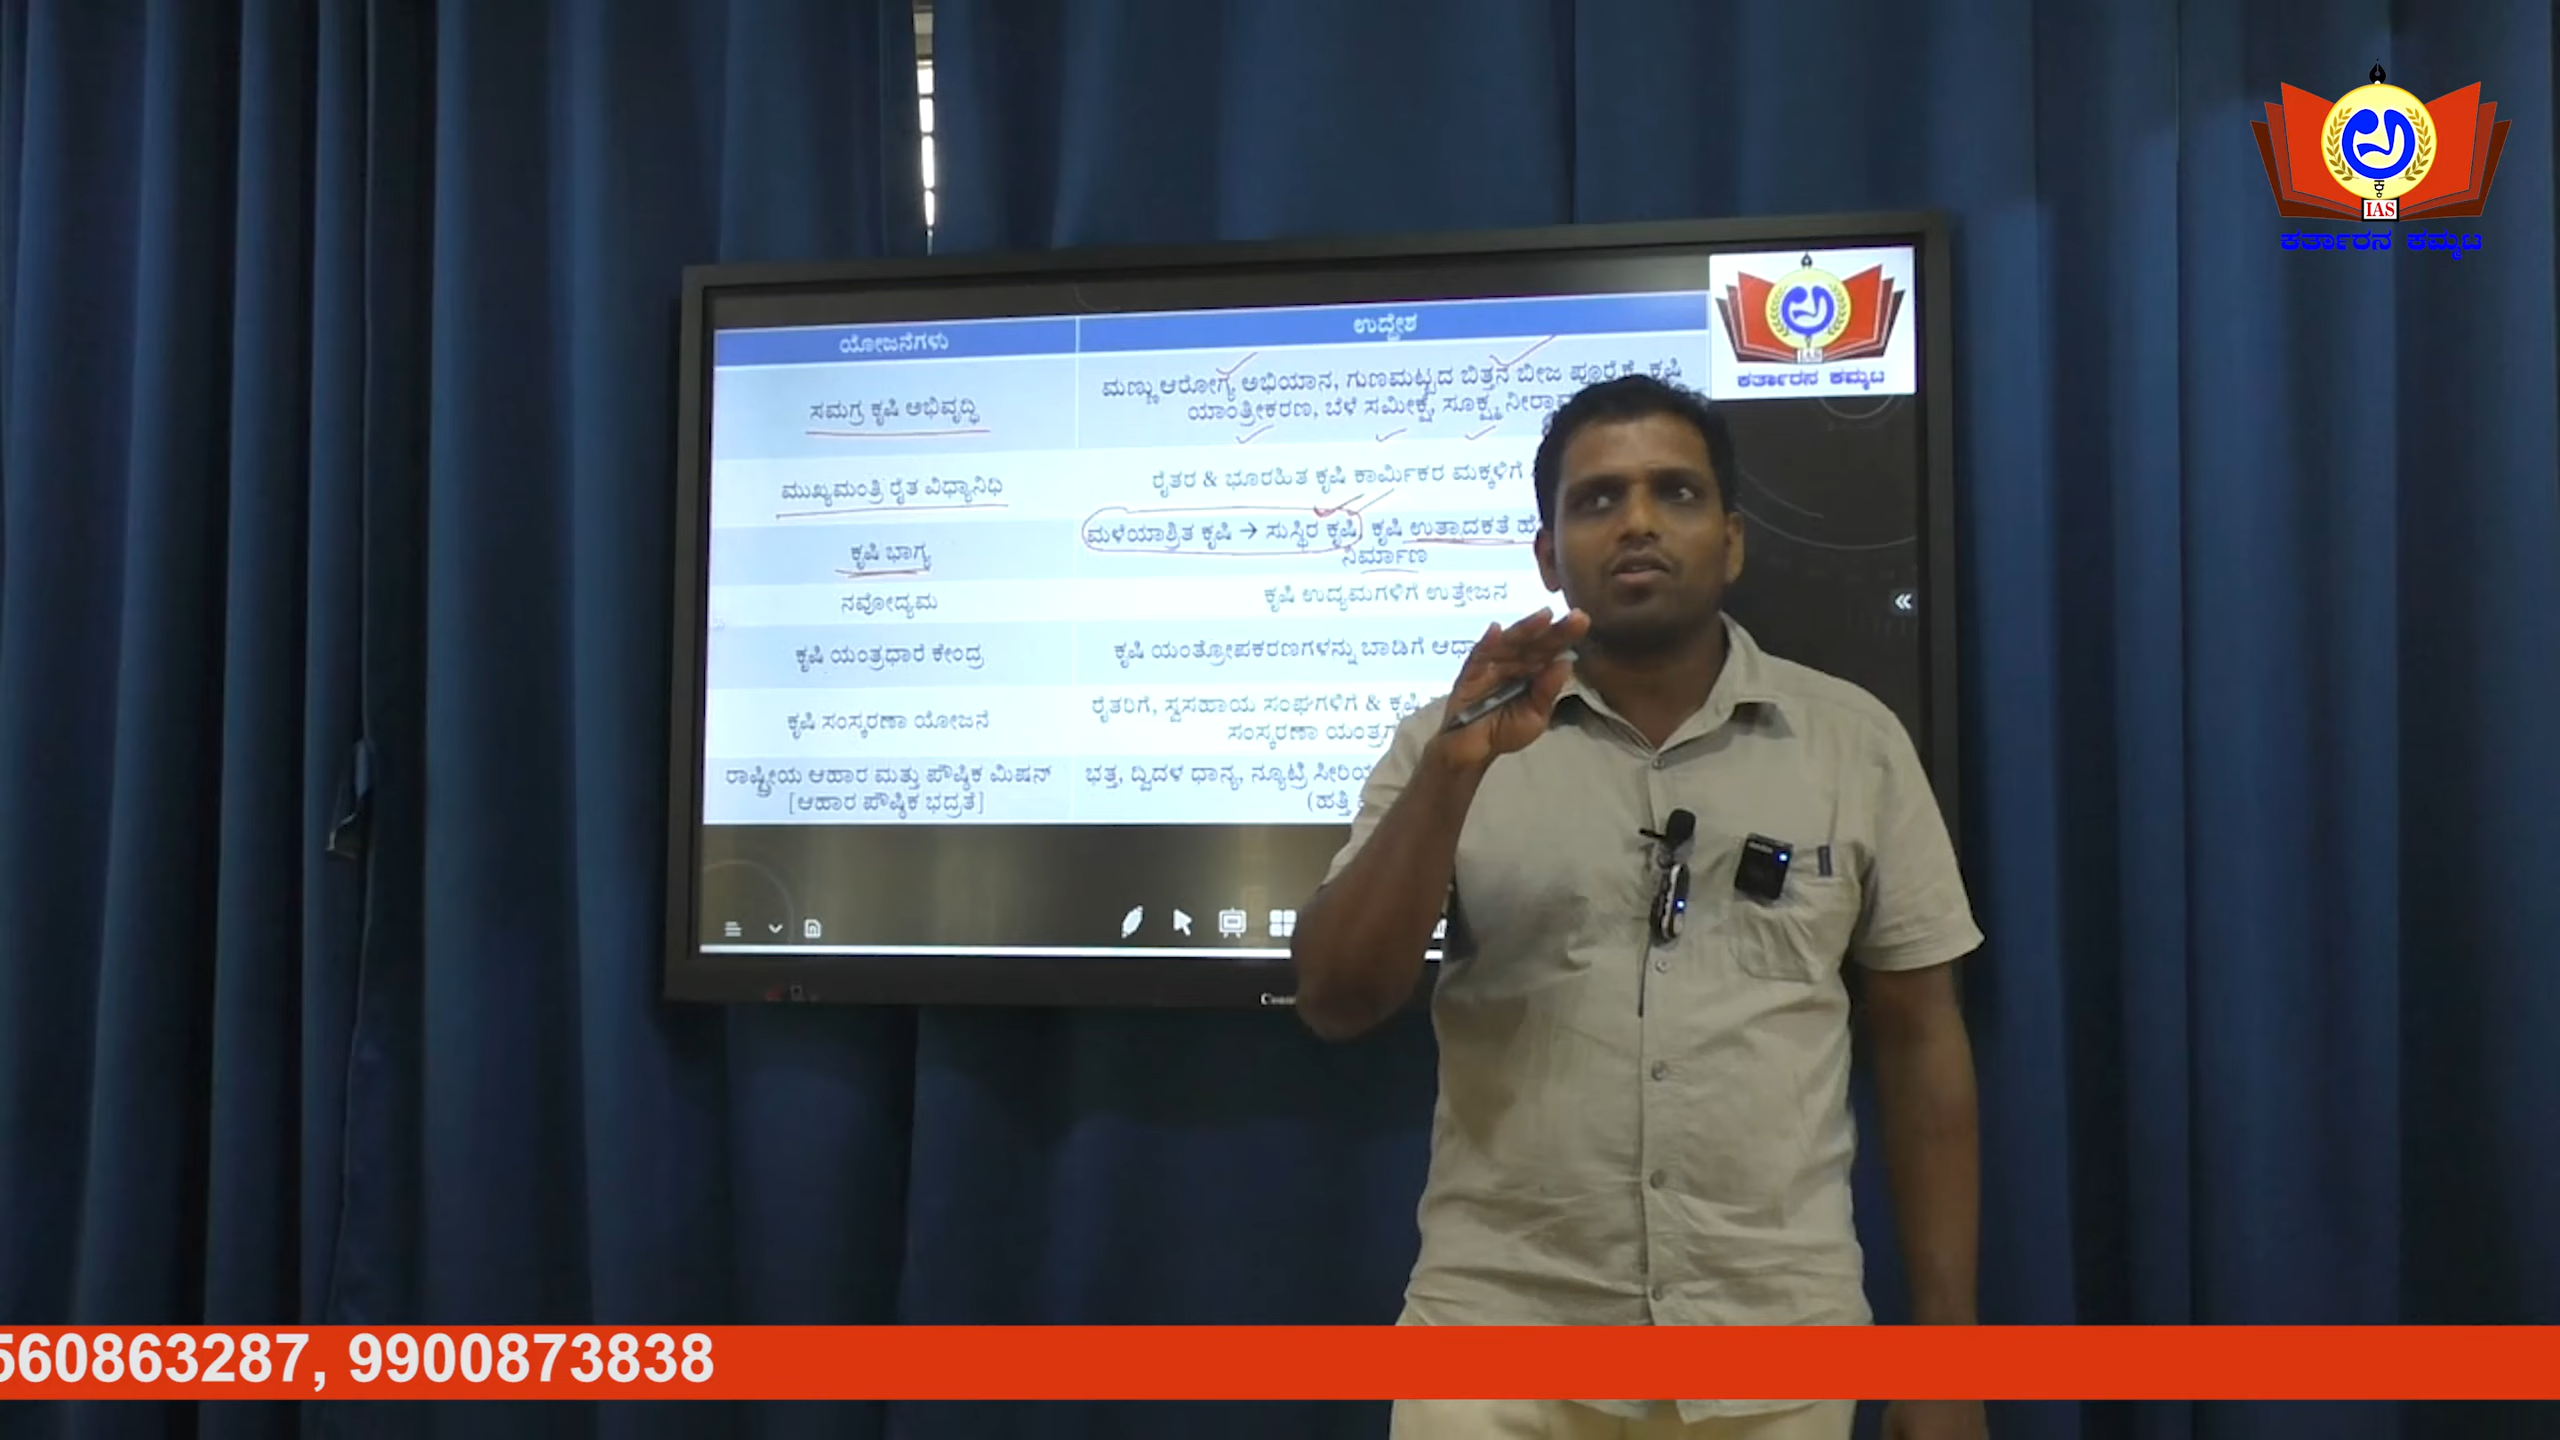 IAS
ಕರ್ತಾರನ ಕಮ್ಮಟ
IAS
ಕರ್ತಾರನ ಕಮ್ಮಟ
ಯೋಜನೆಗಳು
ಉದ್ದೇಶ
ಸಮಗ್ರ ಕೃಷಿ ಅಭಿವೃದ್ಧಿ
ಮಣ್ಣು ಆರೋಗ್ಯ ಅಭಿಯಾನ, ಗುಣಮಟ್ಟದ ಬಿತ್ತನೆ ಬೀಜ ಪೂರೈಕೆ, ಕೃಷಿ
ಯಾಂತ್ರೀಕರಣ, ಬೆಳೆ ಸಮೀಕ್ಷೆ, ಸೂಕ್ಷ್ಮ
ಮುಖ್ಯಮಂತ್ರಿ ರೈತ ವಿಧ್ಯಾನಿಧಿ
ರೈತರ & ಭೂರಹಿತ ಕೃಷಿ ಕಾರ್ಮಿಕರ ಮಕ್ಕಳಿಗೆ
ಕೃಷಿ ಭಾಗ್ಯ
ಮಳೆಯಾಶ್ರಿತ ಕೃಷಿ → ಸುಸ್ಥಿರ ಕೃಷಿ, ಕೃಷಿ ಉತ್ಪಾದಕತೆ
ನಿರ್ಮಾಣ
ನವೋದ್ಯಮ
ಕೃಷಿ ಉದ್ಯಮಗಳಿಗೆ ಉತ್ತೇಜನ
ಕೃಷಿ ಯಂತ್ರಧಾರೆ ಕೇಂದ್ರ
ಕೃಷಿ ಯಂತ್ರೋಪಕರಣಗಳನ್ನು ಬಾಡಿಗೆ
ಕೃಷಿ ಸಂಸ್ಕರಣಾ ಯೋಜನೆ
ರೈತರಿಗೆ, ಸ್ವಸಹಾಯ ಸಂಘಗಳಿಗೆ & ಕೃಷಿ
ಸಂಸ್ಕರಣಾ
ರಾಷ್ಟ್ರೀಯ ಆಹಾರ ಮತ್ತು ಪೌಷ್ಠಿಕ ಮಿಷನ್
[ಆಹಾರ ಪೌಷ್ಠಿಕ ಭದ್ರತೆ]
ಭತ್ತ, ದ್ವಿದಳ ಧಾನ್ಯ, ನ್ಯೂಟ್ರಿ
(ಹತ್ತಿ
560863287, 9900873838